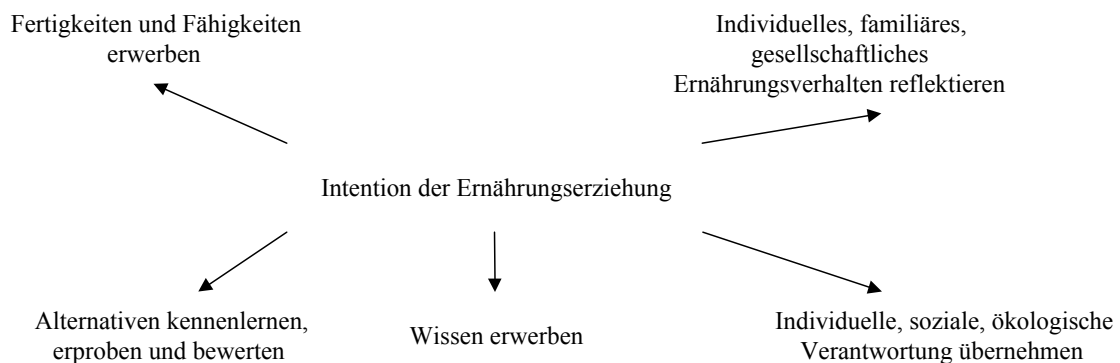 Fertigkeiten und Fähigkeiten
erwerben
Individuelles, familiäres,
gesellschaftliches
Ernährungsverhalten reflektieren
Intention der Ernährungserziehung
Alternativen kennenlernen,
erproben und bewerten
Wissen erwerben
Individuelle, soziale, ökologische
Verantwortung übernehmen